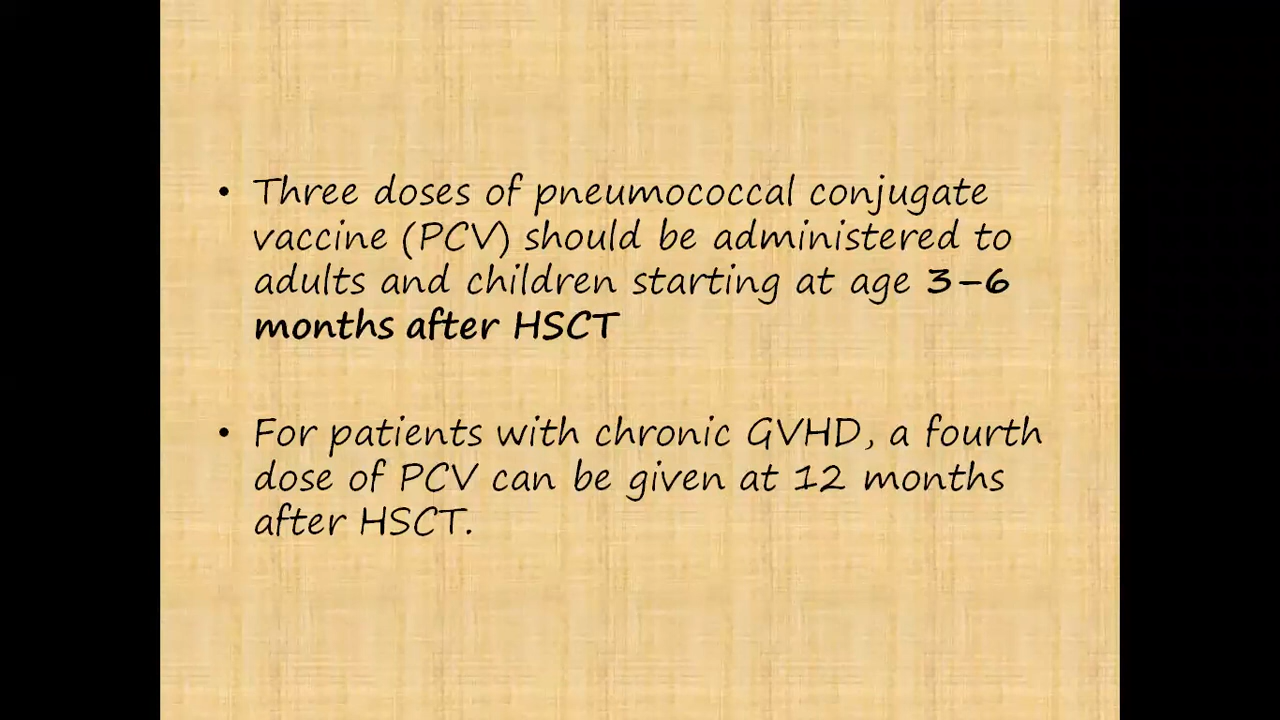 • Three doses of pneumococcal conjugate
vaccine (PCV) should be administered to
adults and children starting at age 3–6
months after HSCT
• For patients with chronic GVHD, a fourth
dose of PCV can be given at 12 months
after HSCT.